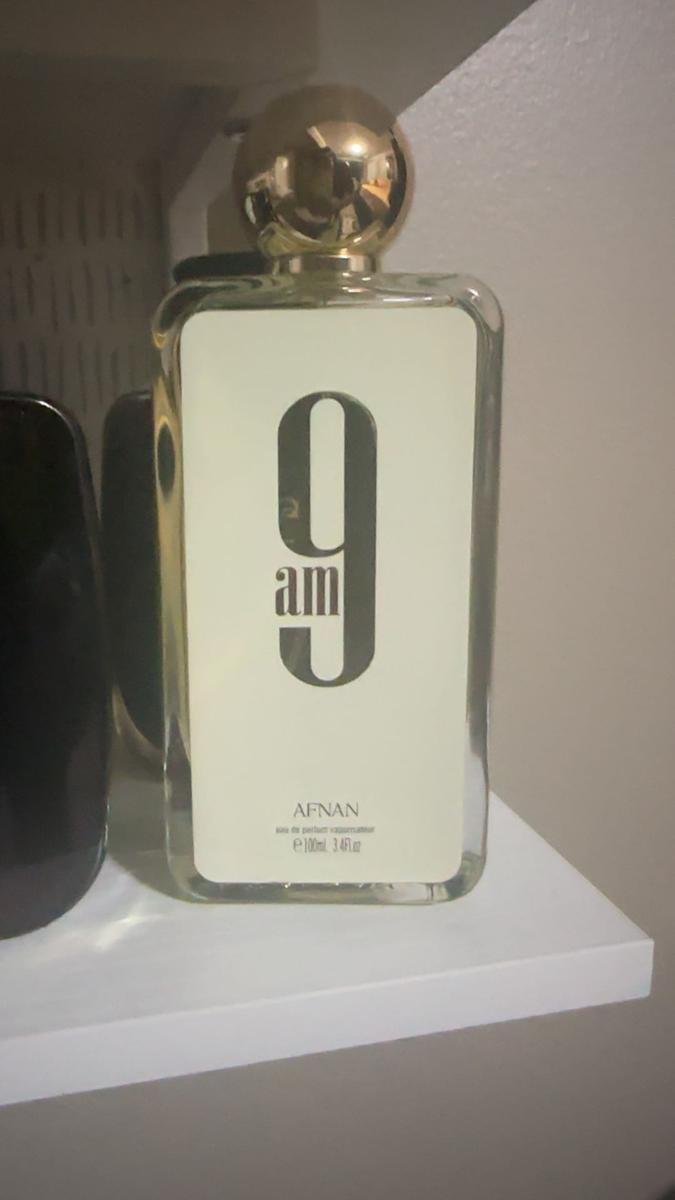 9
am
AFNAN
eau de parfum vaporisateur
℮100ml. 3.4Fl.oz